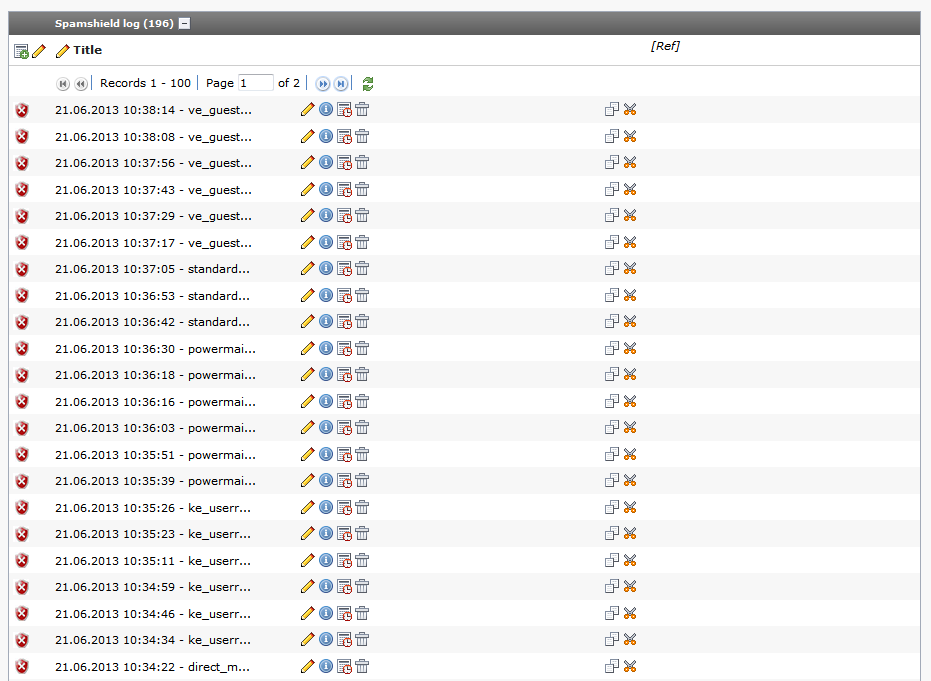 Spamshield log (196)
Title [Ref]
Records 1 - 100 Page 1 of 2
21.06.2013 10:38:14 - ve_guest...
21.06.2013 10:38:08 - ve_guest...
21.06.2013 10:37:56 - ve_guest...
21.06.2013 10:37:43 - ve_guest...
21.06.2013 10:37:29 - ve_guest...
21.06.2013 10:37:17 - ve_guest...
21.06.2013 10:37:05 - standard...
21.06.2013 10:36:53 - standard...
21.06.2013 10:36:42 - standard...
21.06.2013 10:36:30 - powermai...
21.06.2013 10:36:18 - powermai...
21.06.2013 10:36:16 - powermai...
21.06.2013 10:36:03 - powermai...
21.06.2013 10:35:51 - powermai...
21.06.2013 10:35:39 - powermai...
21.06.2013 10:35:26 - ke_userr...
21.06.2013 10:35:23 - ke_userr...
21.06.2013 10:35:11 - ke_userr...
21.06.2013 10:34:59 - ke_userr...
21.06.2013 10:34:46 - ke_userr...
21.06.2013 10:34:34 - ke_userr...
21.06.2013 10:34:22 - direct_m...